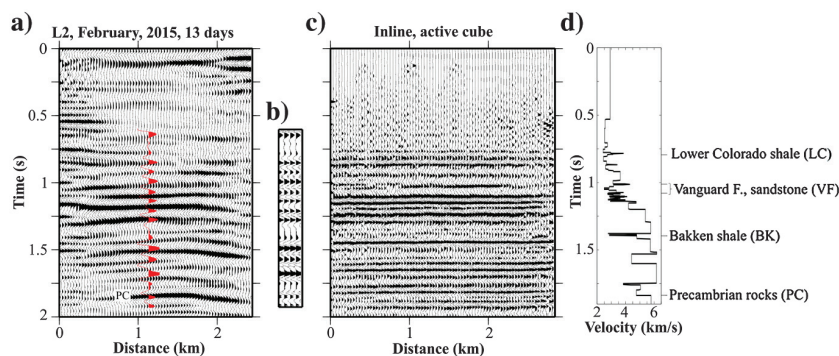 a) L2, February, 2015, 13 days
0
0.5
1
1.5
2
Time (s)
PC
0 1 2
Distance (km)
b)
c) Inline, active cube
0 1 2
Distance (km)
d)
0
0.5
1.0
1.5
Time (s)
2 4 6
Velocity (km/s)
Lower Colorado shale (LC)
Vanguard F., sandstone (VF)
Bakken shale (BK)
Precambrian rocks (PC)